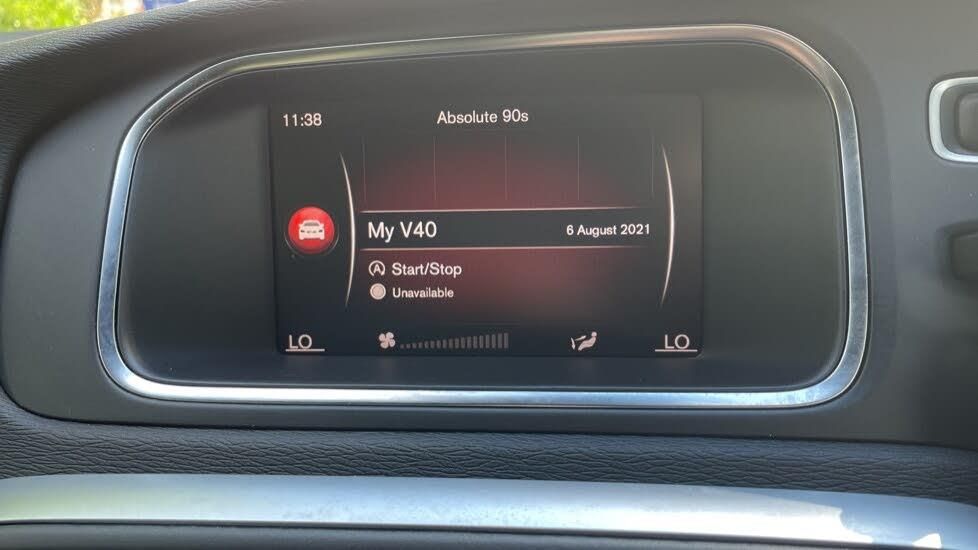 11:38
Absolute 90s
My V40
6 August 2021
A Start/Stop
Unavailable
LO
LO